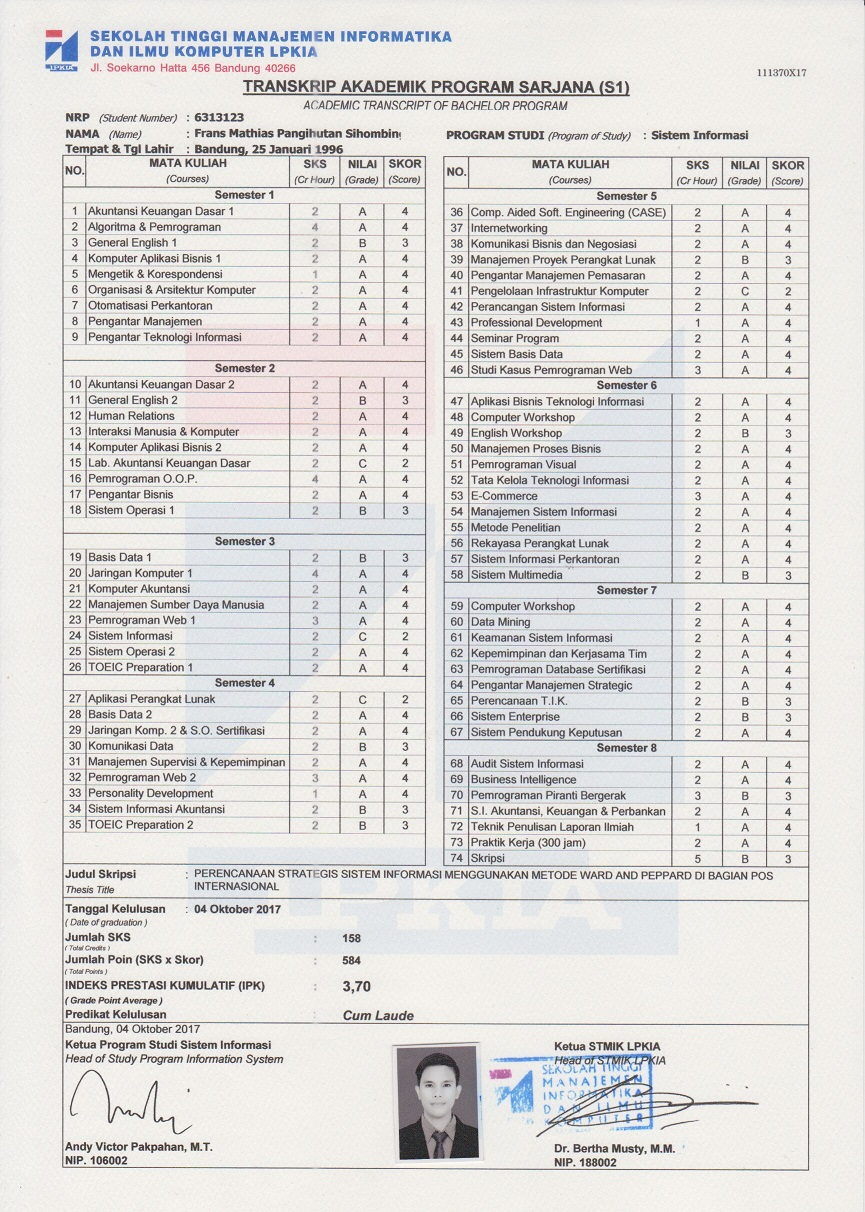 SEKOLAH TINGGI MANAJEMEN INFORMATIKA
DAN ILMU KOMPUTER LPKIA
Jl. Soekarno Hatta 456 Bandung 40266
LPKIA
111370X17
TRANSKRIP AKADEMIK PROGRAM SARJANA (S1)
ACADEMIC TRANSCRIPT OF BACHELOR PROGRAM
NRP (Student Number) : 6313123
NAMA (Name) : Frans Mathias Pangihutan Sihombing PROGRAM STUDI (Program of Study) : Sistem Informasi
Tempat & Tgl Lahir : Bandung, 25 Januari 1996
NO. MATA KULIAH (Courses) SKS (Cr Hour) NILAI (Grade) SKOR (Score)
Semester 1
1 Akuntansi Keuangan Dasar 1 2 A 4
2 Algoritma & Pemrograman 4 A 4
3 General English 1 2 B 3
4 Komputer Aplikasi Bisnis 1 2 A 4
5 Mengetik & Korespondensi 1 A 4
6 Organisasi & Arsitektur Komputer 2 A 4
7 Otomatisasi Perkantoran 2 A 4
8 Pengantar Manajemen 2 A 4
9 Pengantar Teknologi Informasi 2 A 4
Semester 2
10 Akuntansi Keuangan Dasar 2 2 A 4
11 General English 2 2 B 3
12 Human Relations 2 A 4
13 Interaksi Manusia & Komputer 2 A 4
14 Komputer Aplikasi Bisnis 2 2 A 4
15 Lab. Akuntansi Keuangan Dasar 2 C 2
16 Pemrograman O.O.P. 4 A 4
17 Pengantar Bisnis 2 A 4
18 Sistem Operasi 1 2 B 3
Semester 3
19 Basis Data 1 2 B 3
20 Jaringan Komputer 1 4 A 4
21 Komputer Akuntansi 2 A 4
22 Manajemen Sumber Daya Manusia 2 A 4
23 Pemrograman Web 1 3 A 4
24 Sistem Informasi 2 C 2
25 Sistem Operasi 2 2 A 4
26 TOEIC Preparation 1 2 A 4
Semester 4
27 Aplikasi Perangkat Lunak 2 C 2
28 Basis Data 2 2 A 4
29 Jaringan Komp. 2 & S.O. Sertifikasi 2 A 4
30 Komunikasi Data 2 B 3
31 Manajemen Supervisi & Kepemimpinan 2 A 4
32 Pemrograman Web 2 3 A 4
33 Personality Development 1 A 4
34 Sistem Informasi Akuntansi 2 B 3
35 TOEIC Preparation 2 2 B 3
NO. MATA KULIAH (Courses) SKS (Cr Hour) NILAI (Grade) SKOR (Score)
Semester 5
36 Comp. Aided Soft. Engineering (CASE) 2 A 4
37 Internetworking 2 A 4
38 Komunikasi Bisnis dan Negosiasi 2 A 4
39 Manajemen Proyek Perangkat Lunak 2 B 3
40 Pengantar Manajemen Pemasaran 2 A 4
41 Pengelolaan Infrastruktur Komputer 2 C 2
42 Perancangan Sistem Informasi 2 A 4
43 Professional Development 1 A 4
44 Seminar Program 2 A 4
45 Sistem Basis Data 2 A 4
46 Studi Kasus Pemrograman Web 3 A 4
Semester 6
47 Aplikasi Bisnis Teknologi Informasi 2 A 4
48 Computer Workshop 2 A 4
49 English Workshop 2 B 3
50 Manajemen Proses Bisnis 2 A 4
51 Pemrograman Visual 2 A 4
52 Tata Kelola Teknologi Informasi 2 A 4
53 E-Commerce 3 A 4
54 Manajemen Sistem Informasi 2 A 4
55 Metode Penelitian 2 A 4
56 Rekayasa Perangkat Lunak 2 A 4
57 Sistem Informasi Perkantoran 2 A 4
58 Sistem Multimedia 2 B 3
Semester 7
59 Computer Workshop 2 A 4
60 Data Mining 2 A 4
61 Keamanan Sistem Informasi 2 A 4
62 Kepemimpinan dan Kerjasama Tim 2 A 4
63 Pemrograman Database Sertifikasi 2 A 4
64 Pengantar Manajemen Strategic 2 A 4
65 Perencanaan T.I.K. 2 B 3
66 Sistem Enterprise 2 B 3
67 Sistem Pendukung Keputusan 2 A 4
Semester 8
68 Audit Sistem Informasi 2 A 4
69 Business Intelligence 2 A 4
70 Pemrograman Piranti Bergerak 3 B 3
71 S.I. Akuntansi, Keuangan & Perbankan 2 A 4
72 Teknik Penulisan Laporan Ilmiah 1 A 4
73 Praktik Kerja (300 jam) 2 A 4
74 Skripsi 5 B 3
Judul Skripsi : PERENCANAAN STRATEGIS SISTEM INFORMASI MENGGUNAKAN METODE WARD AND PEPPARD DI BAGIAN POS
Thesis Title INTERNASIONAL
Tanggal Kelulusan : 04 Oktober 2017
( Date of graduation )
Jumlah SKS : 158
( Total Credits )
Jumlah Poin (SKS x Skor) : 584
( Total Points )
INDEKS PRESTASI KUMULATIF (IPK) : 3,70
( Grade Point Average )
Predikat Kelulusan : Cum Laude
Bandung, 04 Oktober 2017
Ketua Program Studi Sistem Informasi
Head of Study Program Information System
Andy Victor Pakpahan, M.T.
NIP. 106002
Ketua STMIK LPKIA
Head of STMIK LPKIA
SEKOLAH TINGGI
MANAJEMEN
INFORMATIKA
DAN ILMU
KOMPUTER
Dr. Bertha Musty, M.M.
NIP. 188002
LPKIA